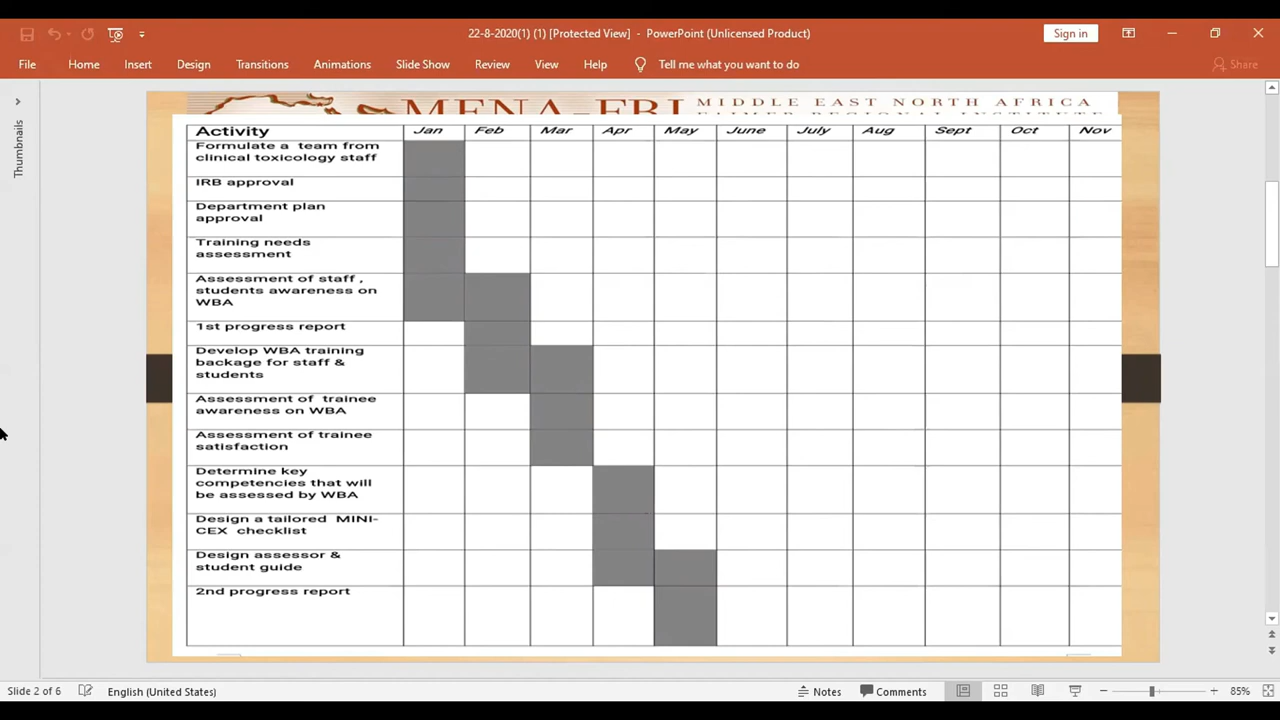 22-8-2020(1) (1) [Protected View] - PowerPoint (Unlicensed Product)
Sign in
File Home Insert Design Transitions Animations Slide Show Review View Help Tell me what you want to do Share
Thumbnails
MENA-FRI MIDDLE EAST NORTH AFRICA
Activity Jan Feb Mar Apr May June July Aug Sept Oct Nov
Formulate a team from
clinical toxicology staff
IRB approval
Department plan
approval
Training needs
assessment
Assessment of staff ,
students awareness on
WBA
1st progress report
Develop WBA training
backage for staff &
students
Assessment of trainee
awareness on WBA
Assessment of trainee
satisfaction
Determine key
competencies that will
be assessed by WBA
Design a tailored MINI-
CEX checklist
Design assessor &
student guide
2nd progress report
Slide 2 of 6 English (United States) Notes Comments 85%